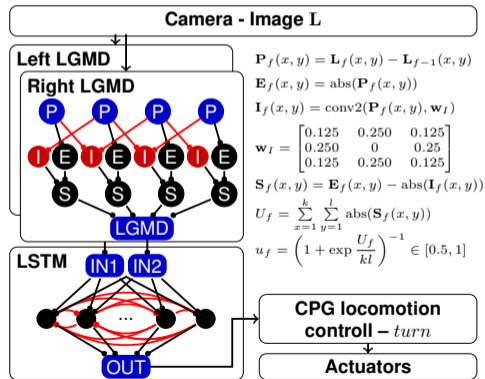 Camera - Image L
Left LGMD
Right LGMD
P P P P
I E I E I E I E
S S S S
LGMD
LSTM
IN1 IN2
...
OUT
P_f(x, y) = L_f(x, y) − L_{f−1}(x, y)
E_f(x, y) = abs(P_f(x, y))
I_f(x, y) = conv2(P_f(x, y), w_I)
w_I = [0.125 0.250 0.125
0.250 0 0.25
0.125 0.250 0.125]
S_f(x, y) = E_f(x, y) − abs(I_f(x, y))
U_f = ∑_{x=1}^{k} ∑_{y=1}^{l} abs(S_f(x, y))
u_f = (1 + exp U_f/kl)^{−1} ∈ [0.5, 1]
CPG locomotion
controll – turn
Actuators